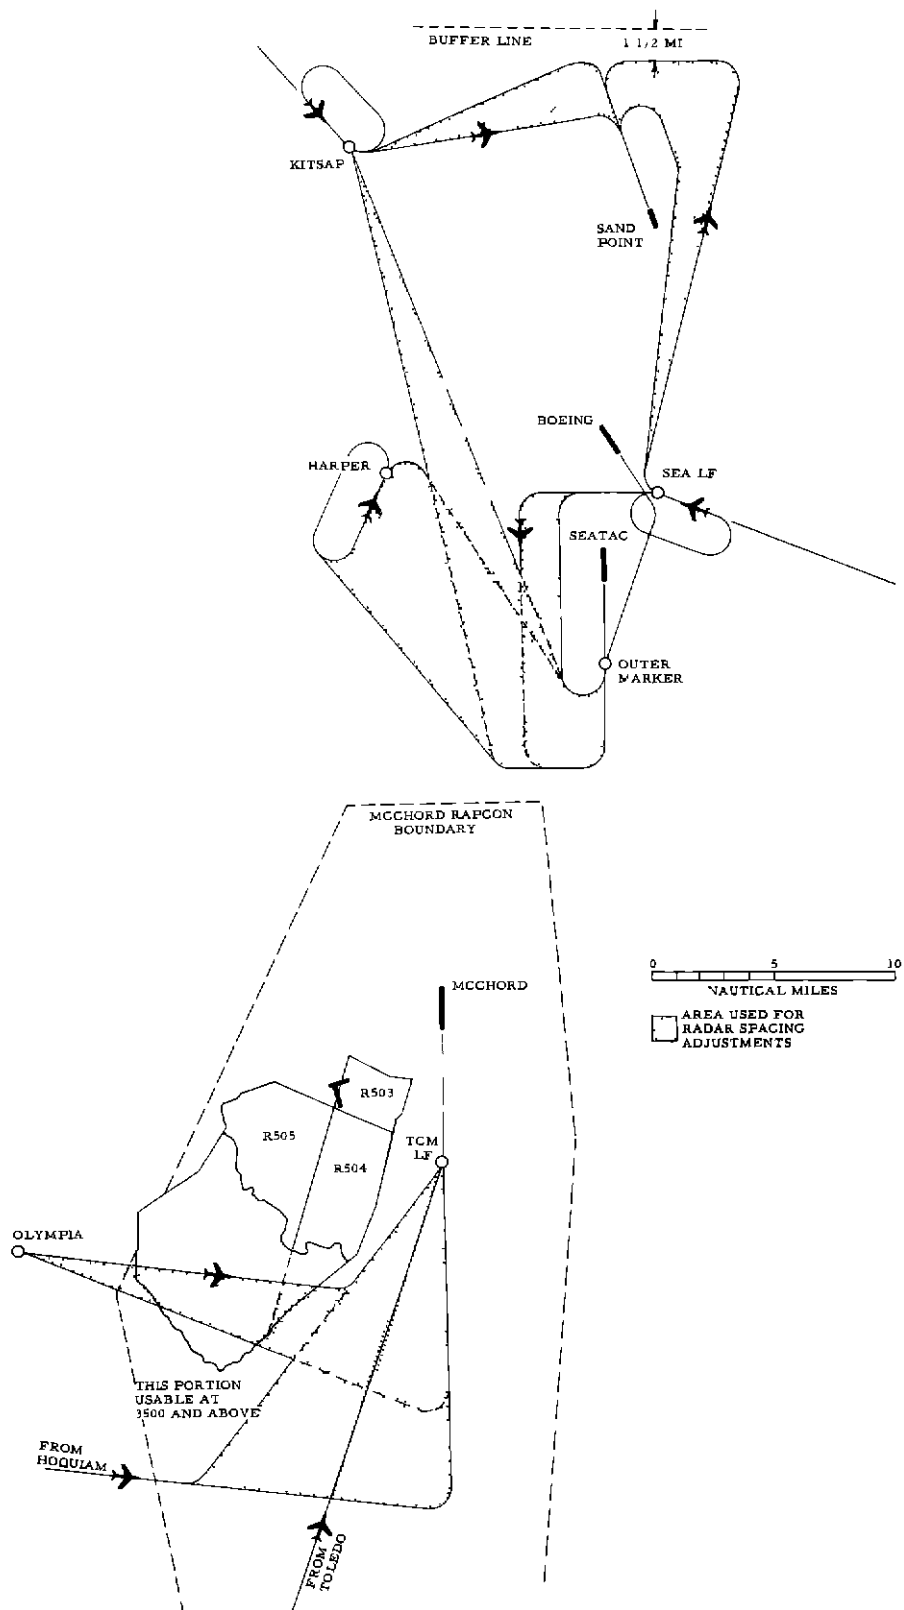 BUFFER LINE
1 1/2 MI
KITSAP
SAND
POINT
BOEING
HARPER
SEA LF
SEATAC
OUTER
MARKER
MCCHORD RAPCON
BOUNDARY
0 5 10
NAUTICAL MILES
AREA USED FOR
RADAR SPACING
ADJUSTMENTS
MCCHORD
R503
R505
TCM
LF
R504
OLYMPIA
THIS PORTION
USABLE AT
3500 AND ABOVE
FROM
HOQUIAM
FROM
TOLEDO